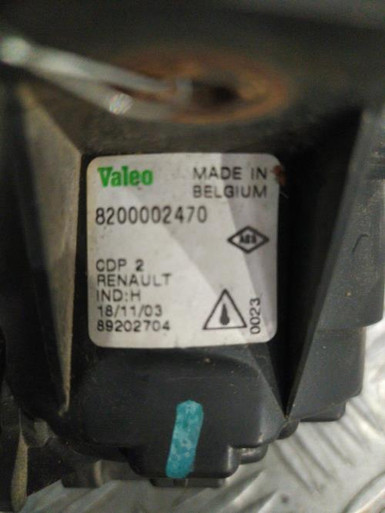 Valeo
MADE IN
BELGIUM
8200002470
CDP 2
RENAULT
IND:H
18/11/03
89202704
0023